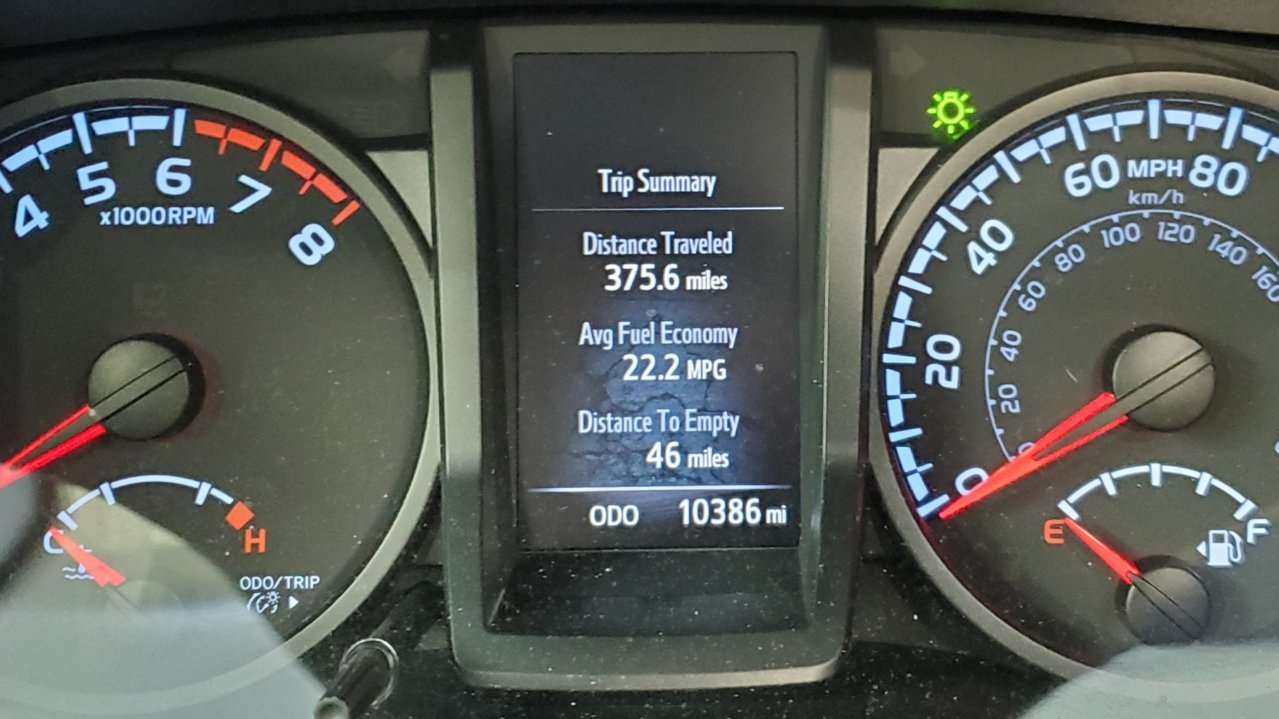 4
5
6
7
8
x1000RPM
C
H
ODO/TRIP
Trip Summary
Distance Traveled
375.6 miles
Avg Fuel Economy
22.2 MPG
Distance To Empty
46 miles
ODO 10386 mi
0
20
40
60
MPH
80
km/h
0
20
40
60
80
100
120
140
160
E
F